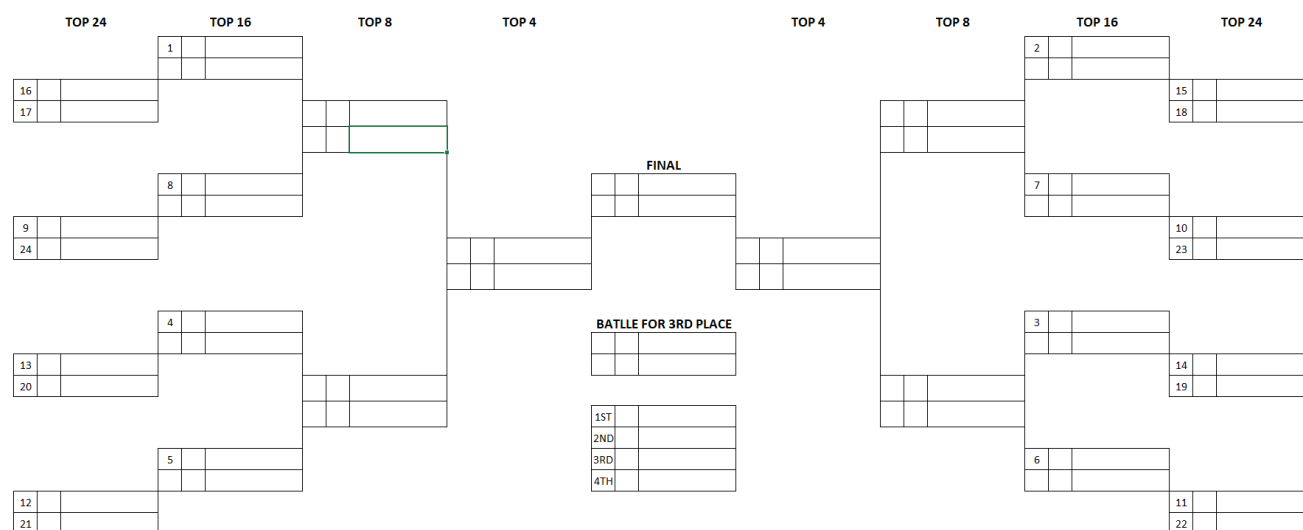 TOP 24 TOP 16 TOP 8 TOP 4 TOP 4 TOP 8 TOP 16 TOP 24
1 2
16 15
17 18
FINAL
8 7
9 10
24 23
4 BATLLE FOR 3RD PLACE 3
13 14
20 19
1ST
2ND
5 3RD 6
4TH
12 11
21 22